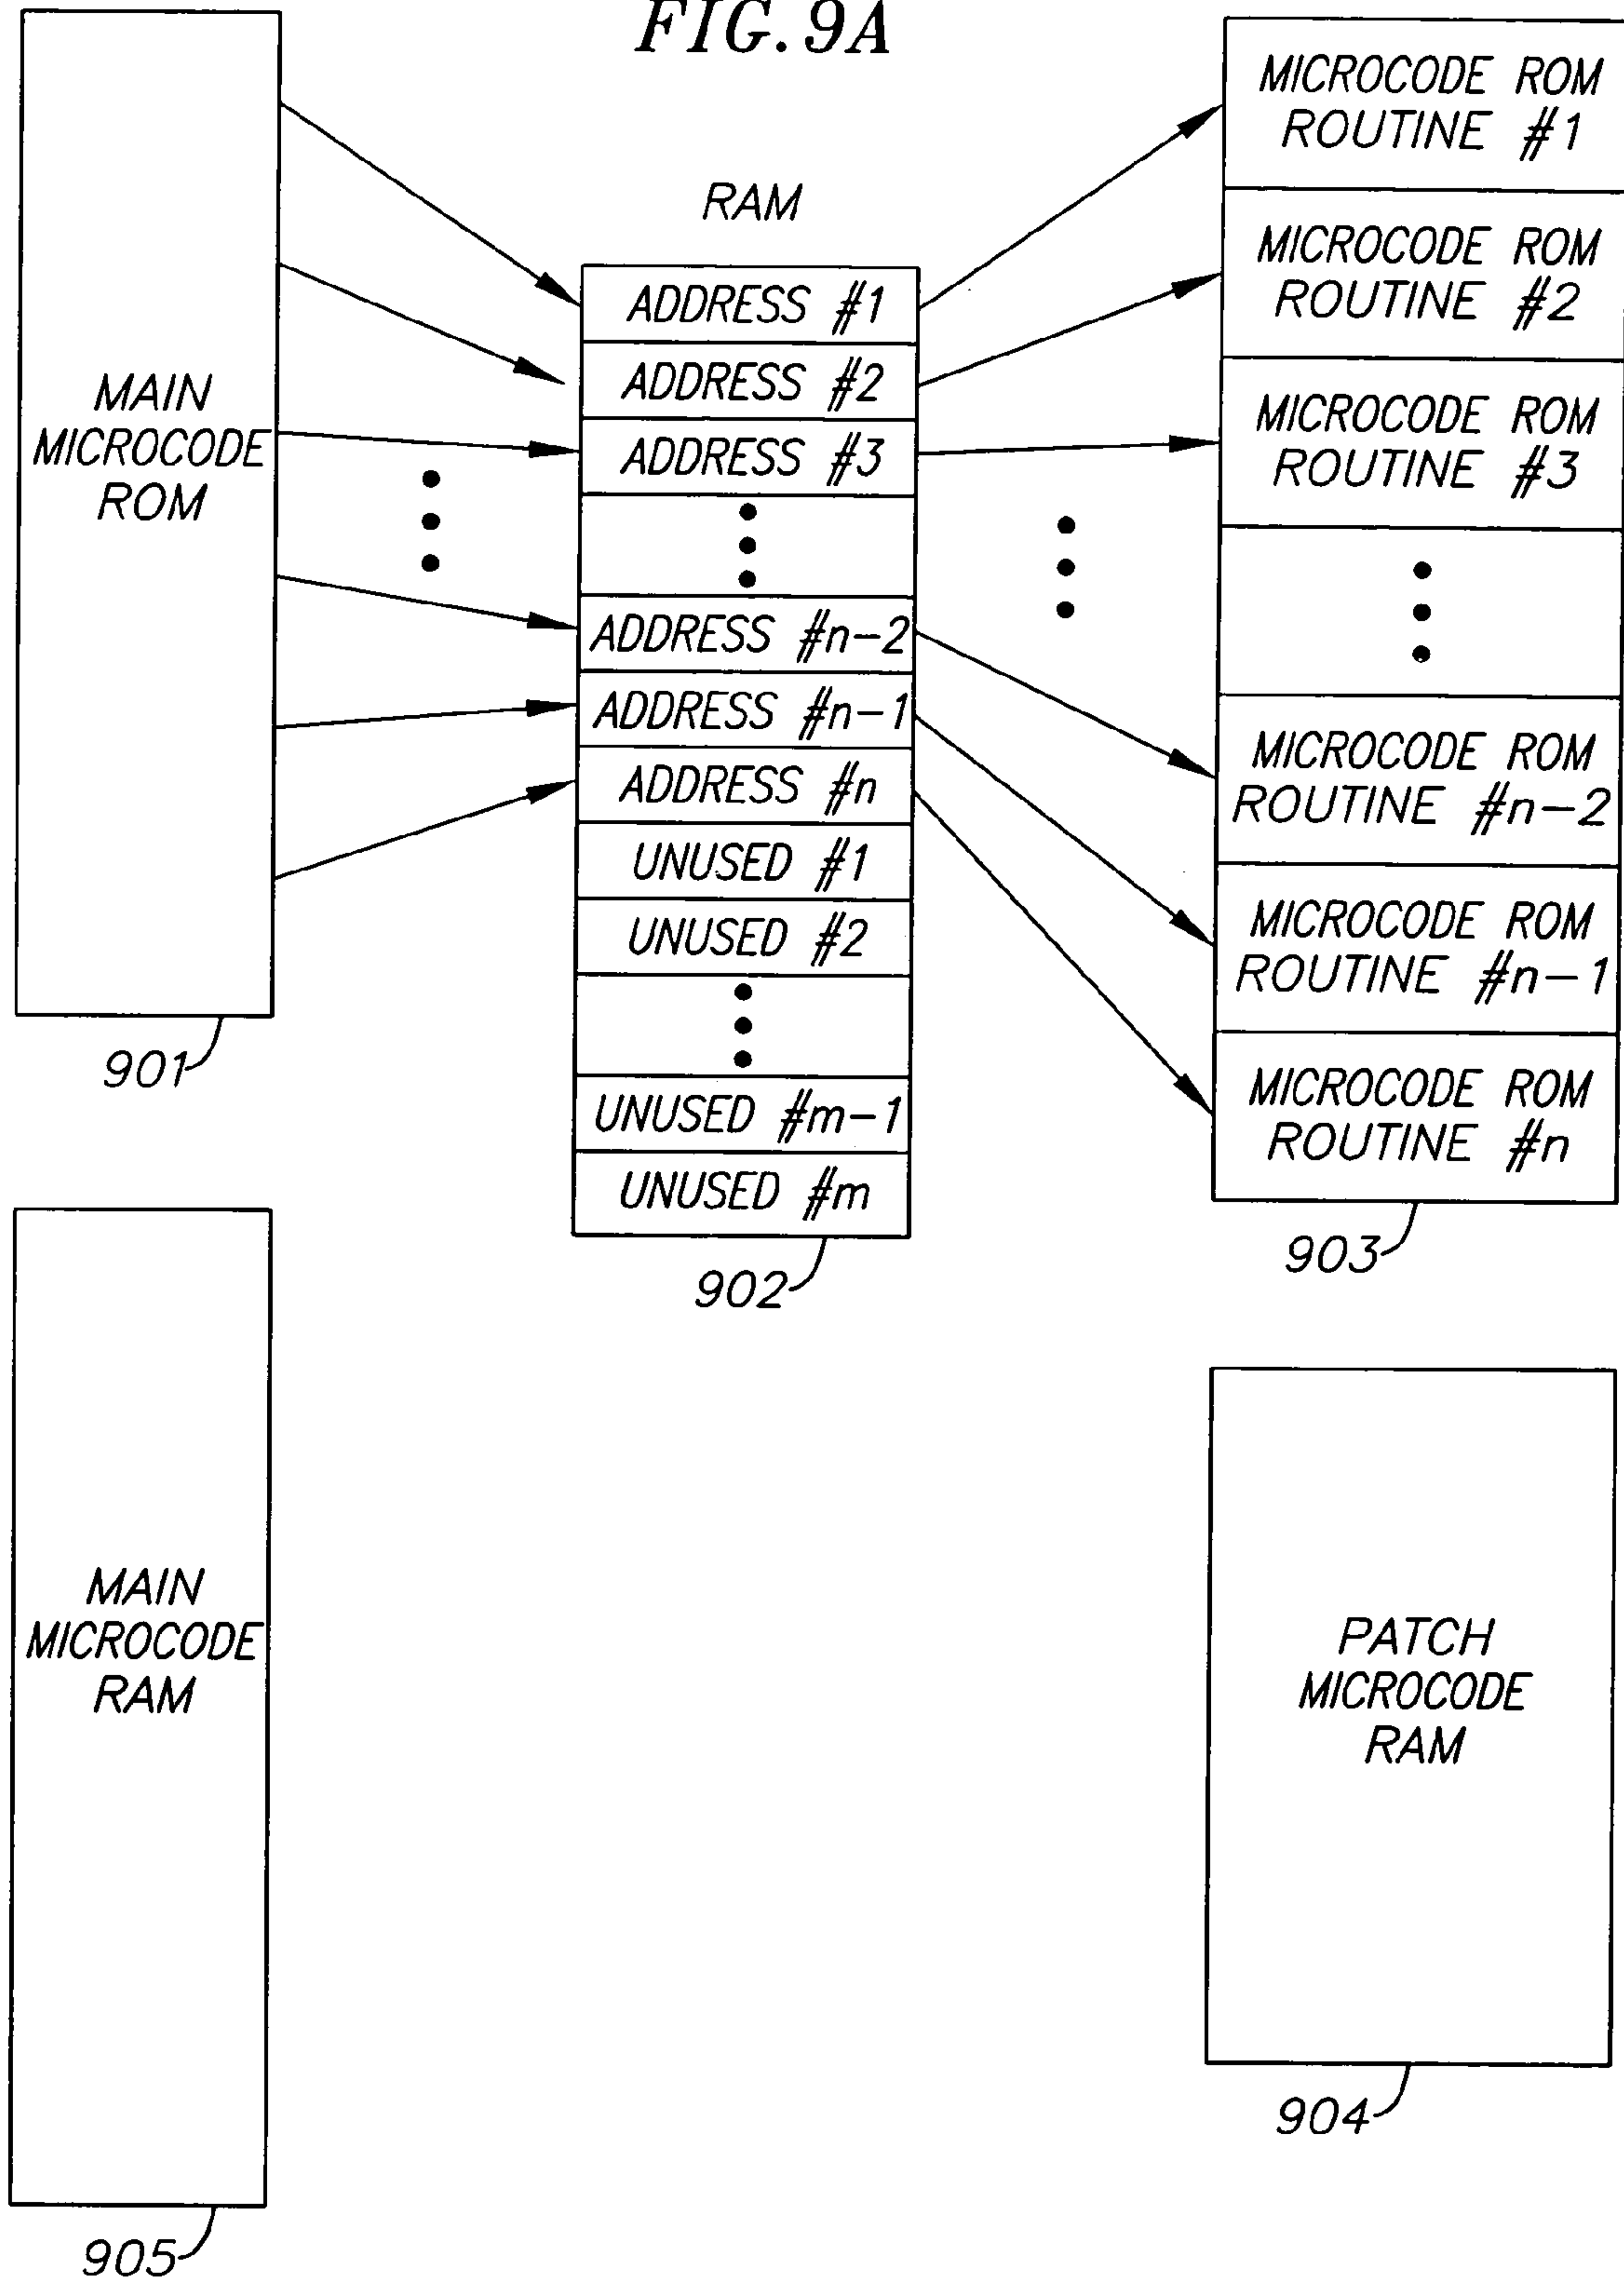 FIG. 9A
MAIN
MICROCODE
ROM
901
RAM
ADDRESS #1
ADDRESS #2
ADDRESS #3
ADDRESS #n-2
ADDRESS #n-1
ADDRESS #n
UNUSED #1
UNUSED #2
UNUSED #m-1
UNUSED #m
902
MICROCODE ROM
ROUTINE #1
MICROCODE ROM
ROUTINE #2
MICROCODE ROM
ROUTINE #3
MICROCODE ROM
ROUTINE #n-2
MICROCODE ROM
ROUTINE #n-1
MICROCODE ROM
ROUTINE #n
903
MAIN
MICROCODE
RAM
905
PATCH
MICROCODE
RAM
904